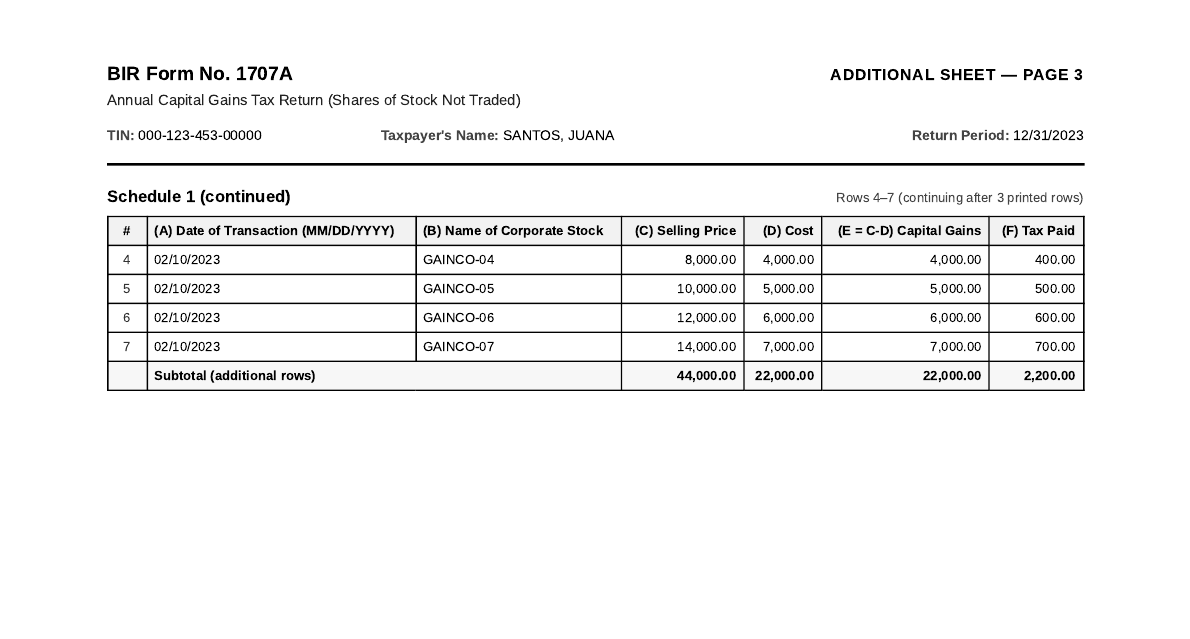 BIR Form No. 1707A
ADDITIONAL SHEET — PAGE 3
Annual Capital Gains Tax Return (Shares of Stock Not Traded)
TIN: 000-123-453-00000 Taxpayer's Name: SANTOS, JUANA Return Period: 12/31/2023
Schedule 1 (continued)
Rows 4–7 (continuing after 3 printed rows)
# (A) Date of Transaction (MM/DD/YYYY) (B) Name of Corporate Stock (C) Selling Price (D) Cost (E = C-D) Capital Gains (F) Tax Paid
4 02/10/2023 GAINCO-04 8,000.00 4,000.00 4,000.00 400.00
5 02/10/2023 GAINCO-05 10,000.00 5,000.00 5,000.00 500.00
6 02/10/2023 GAINCO-06 12,000.00 6,000.00 6,000.00 600.00
7 02/10/2023 GAINCO-07 14,000.00 7,000.00 7,000.00 700.00
Subtotal (additional rows) 44,000.00 22,000.00 22,000.00 2,200.00